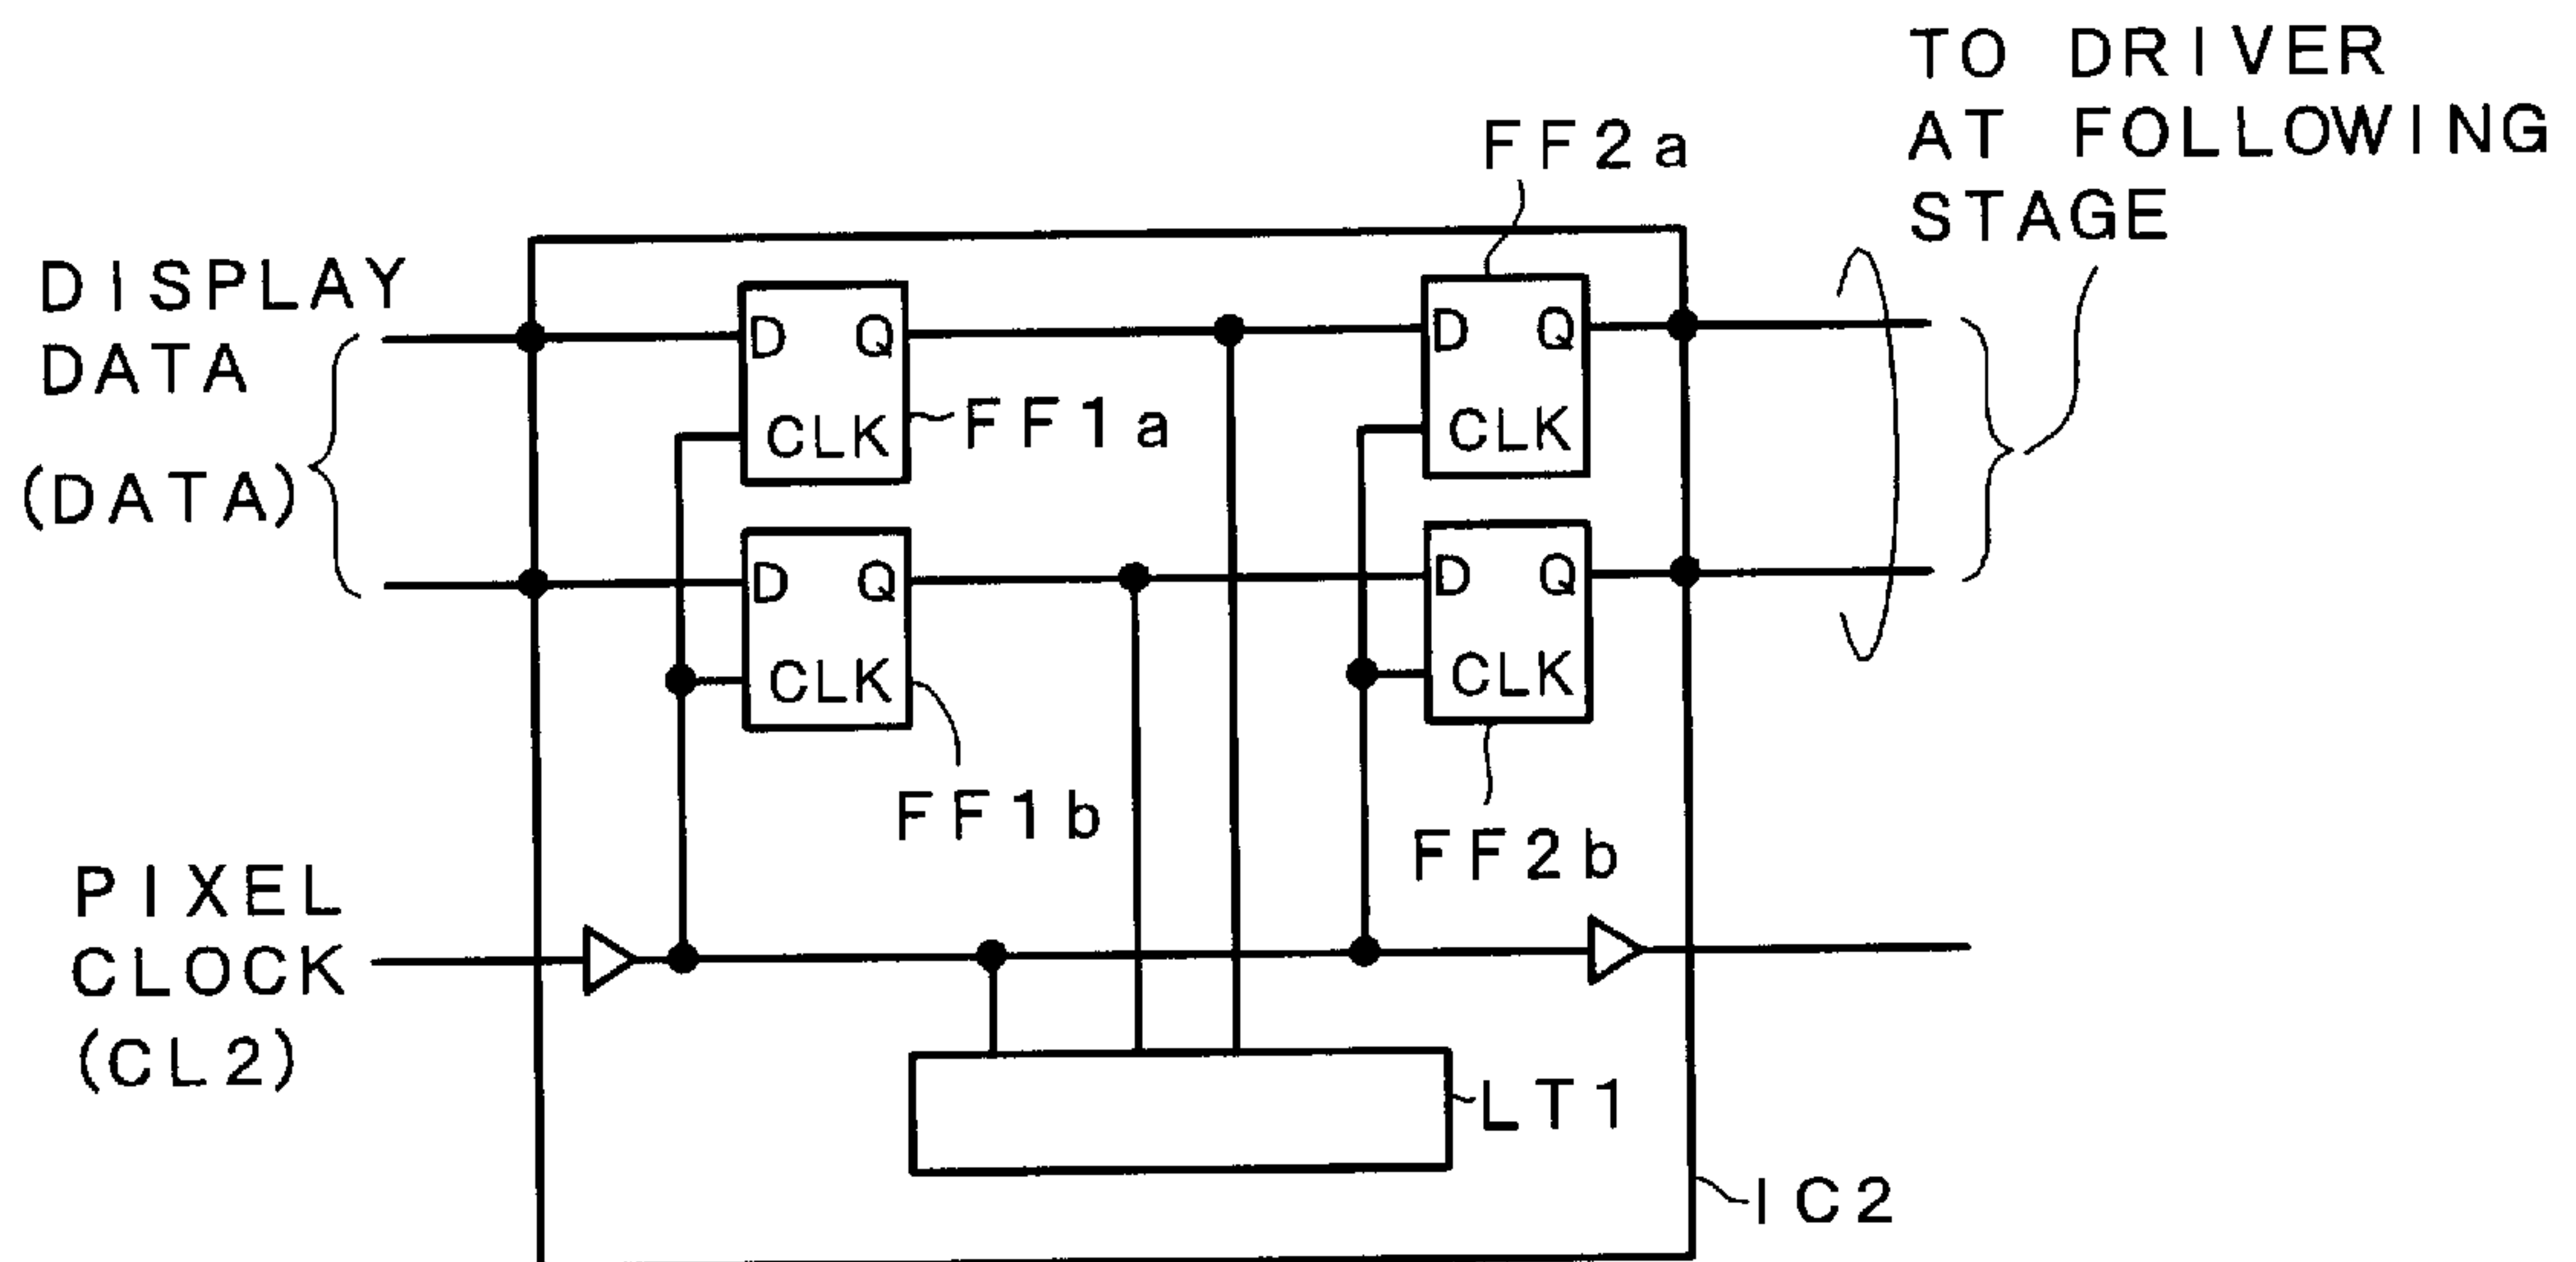 TO DRIVER
AT FOLLOWING
STAGE
FF2a
DISPLAY
DATA
(DATA)
D Q
CLK
FF1a
D Q
CLK
D Q
CLK
FF1b
D Q
CLK
FF2b
PIXEL
CLOCK
(CL2)
LT1
IC2